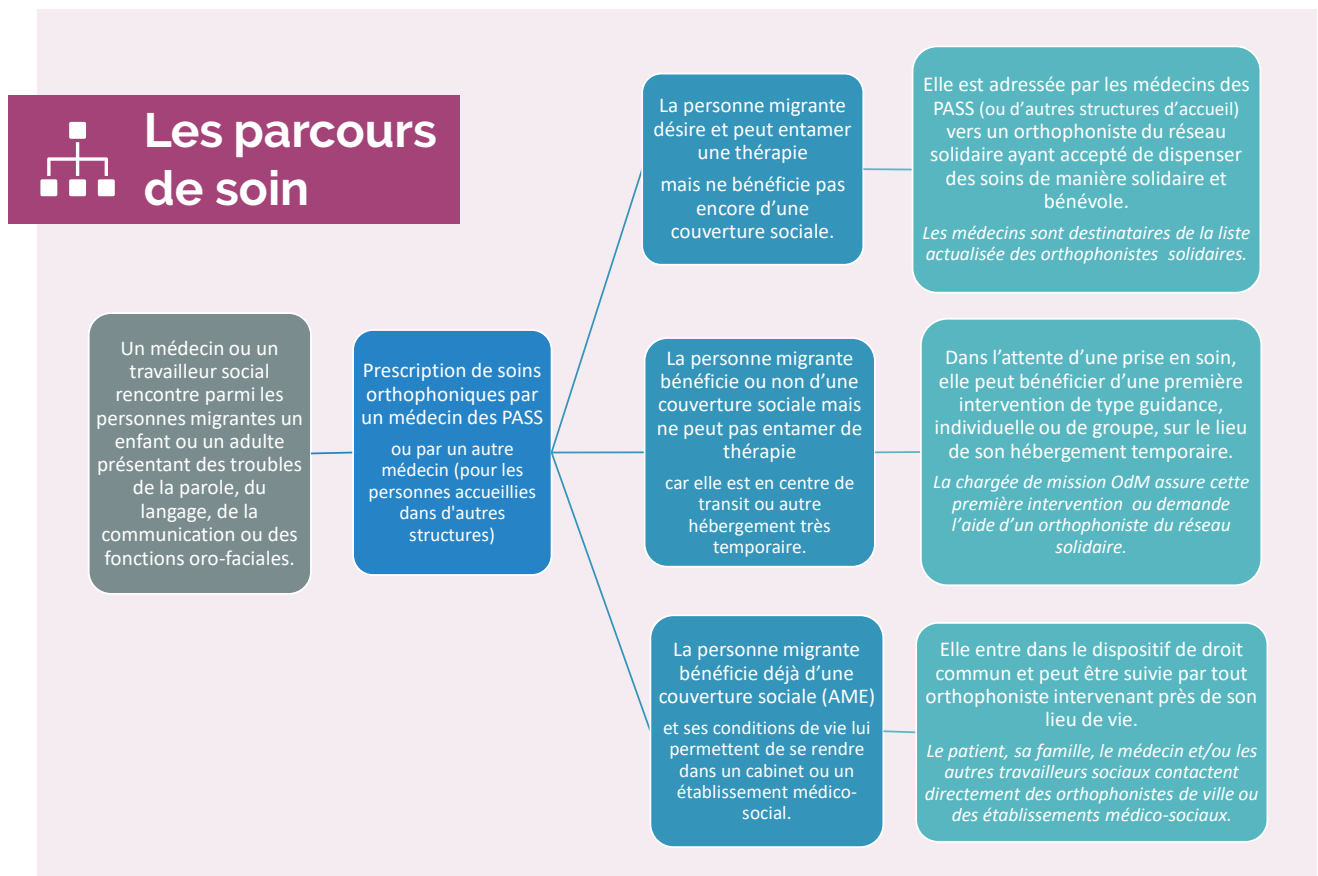 Les parcours
de soin
Un médecin ou un
travailleur social
rencontre parmi les
personnes migrantes un
enfant ou un adulte
présentant des troubles
de la parole, du
langage, de la
communication ou des
fonctions oro-faciales.
Prescription de soins
orthophoniques par
un médecin des PASS
ou par un autre
médecin (pour les
personnes accueillies
dans d'autres
structures)
La personne migrante
désire et peut entamer
une thérapie
mais ne bénéficie pas
encore d’une
couverture sociale.
Elle est adressée par les médecins des
PASS (ou d’autres structures d’accueil)
vers un orthophoniste du réseau
solidaire ayant accepté de dispenser
des soins de manière solidaire et
bénévole.
Les médecins sont destinataires de la liste
actualisée des orthophonistes solidaires.
La personne migrante
bénéficie ou non d’une
couverture sociale mais
ne peut pas entamer de
thérapie
car elle est en centre de
transit ou autre
hébergement très
temporaire.
Dans l’attente d’une prise en soin,
elle peut bénéficier d’une première
intervention de type guidance,
individuelle ou de groupe, sur le lieu
de son hébergement temporaire.
La chargée de mission OdM assure cette
première intervention ou demande
l’aide d’un orthophoniste du réseau
solidaire.
La personne migrante
bénéficie déjà d’une
couverture sociale (AME)
et ses conditions de vie lui
permettent de se rendre
dans un cabinet ou un
établissement médico-
social.
Elle entre dans le dispositif de droit
commun et peut être suivie par tout
orthophoniste intervenant près de son
lieu de vie.
Le patient, sa famille, le médecin et/ou les
autres travailleurs sociaux contactent
directement des orthophonistes de ville ou
des établissements médico-sociaux.